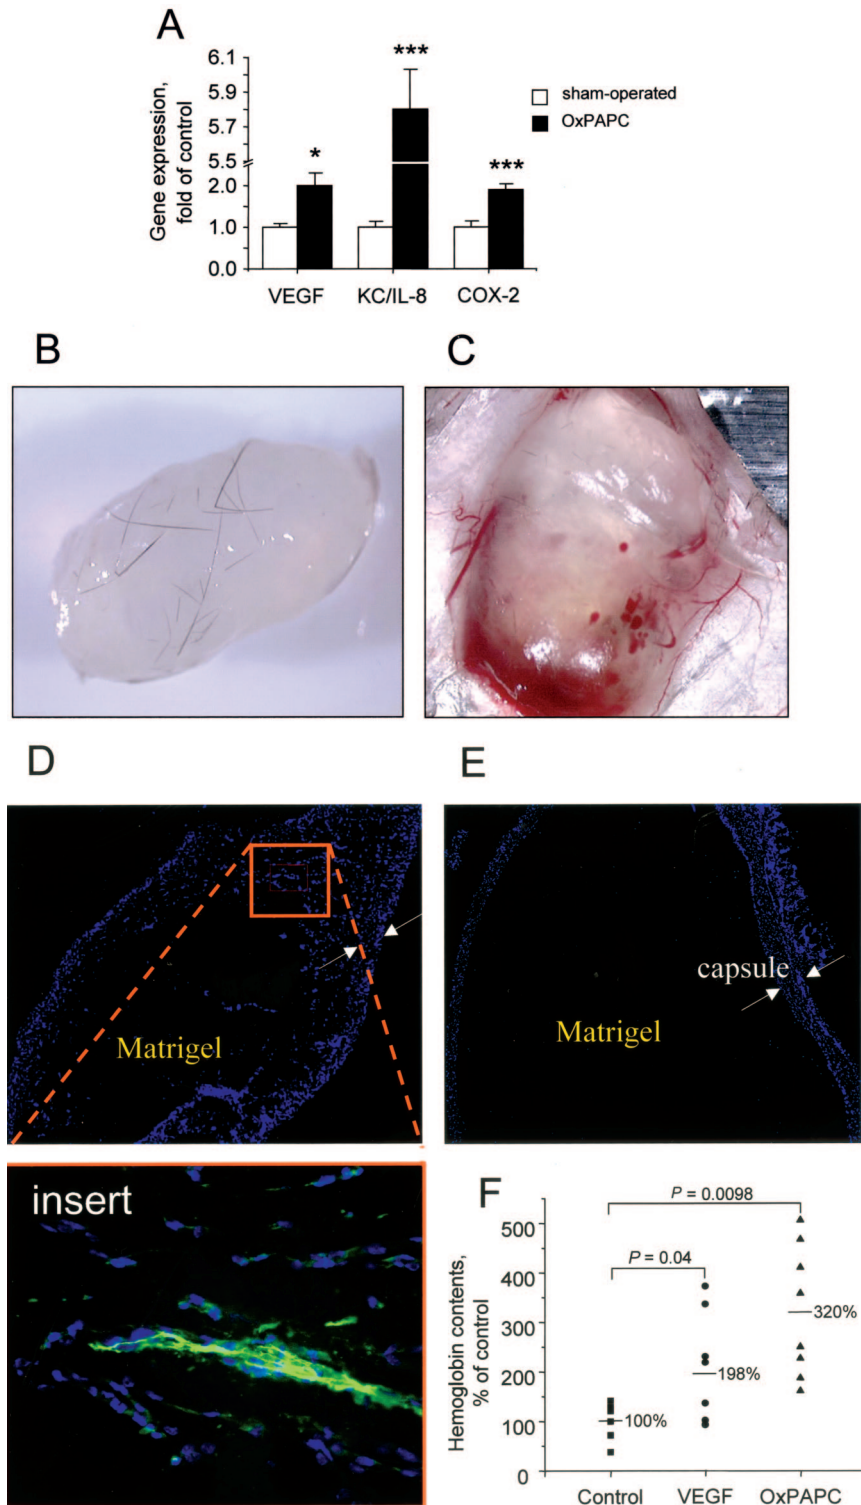 A
Gene expression,
fold of control
6.1
5.9
5.7
5.5
2.0
1.0
0.0
*
***
***
sham-operated
OxPAPC
VEGF
KC/IL-8
COX-2
B
C
D
E
Matrigel
capsule
Matrigel
insert
F
Hemoglobin contents,
% of control
500
400
300
200
100
0
P = 0.0098
P = 0.04
100%
198%
320%
Control
VEGF
OxPAPC